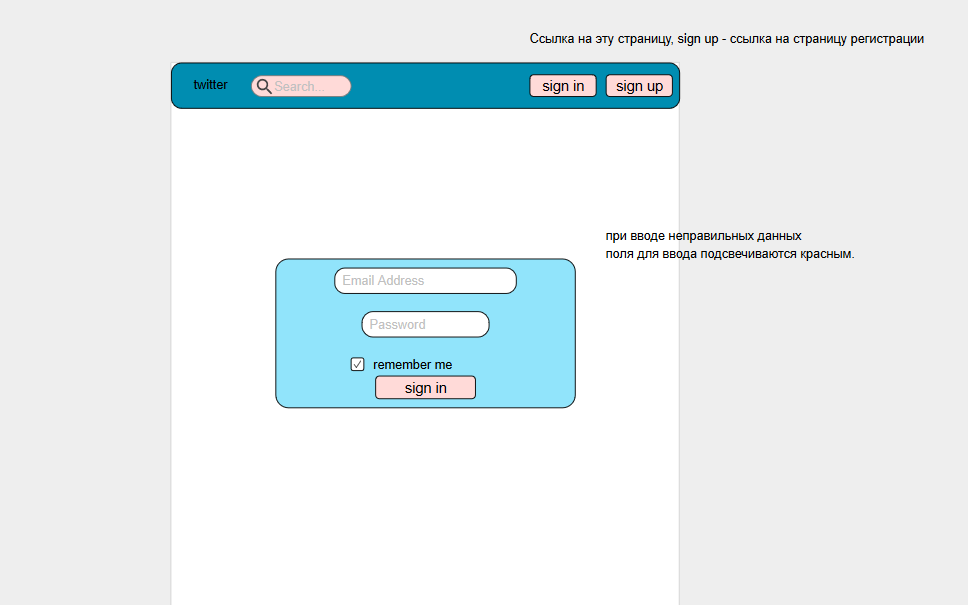 Ссылка на эту страницу, sign up - ссылка на страницу регистрации
twitter
Search...
sign in
sign up
при вводе неправильных данных
поля для ввода подсвечиваются красным.
Email Address
Password
remember me
sign in